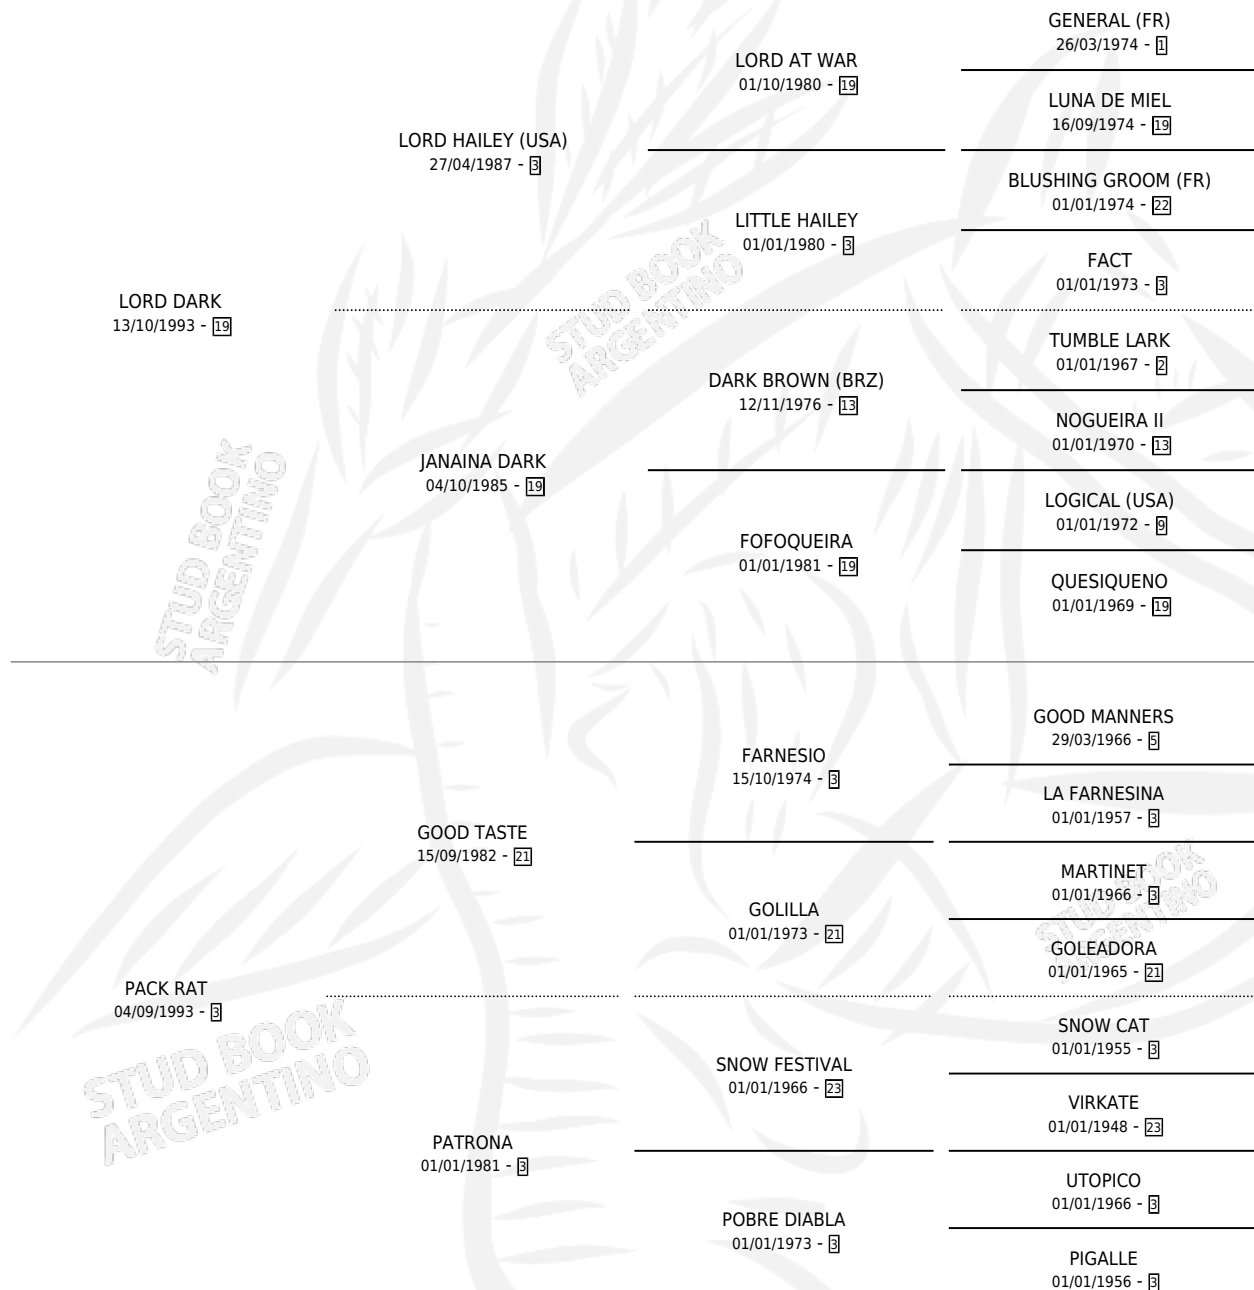 GENERAL (FR)
26/03/1974 - 1
LORD AT WAR
01/10/1980 - 19
LUNA DE MIEL
16/09/1974 - 19
LORD HAILEY (USA)
27/04/1987 - 3
BLUSHING GROOM (FR)
01/01/1974 - 22
LITTLE HAILEY
01/01/1980 - 3
FACT
01/01/1973 - 3
LORD DARK
13/10/1993 - 19
TUMBLE LARK
01/01/1967 - 2
DARK BROWN (BRZ)
12/11/1976 - 13
NOGUEIRA II
01/01/1970 - 13
JANAINA DARK
04/10/1985 - 19
LOGICAL (USA)
01/01/1972 - 9
FOFOQUEIRA
01/01/1981 - 19
QUESIQUENO
01/01/1969 - 19
STUD BOOK
ARGENTINO
STUD BOOK
ARGENTINO
GOOD MANNERS
29/03/1966 - 5
FARNESIO
15/10/1974 - 3
LA FARNESINA
01/01/1957 - 3
GOOD TASTE
15/09/1982 - 21
MARTINET
01/01/1966 - 3
GOLILLA
01/01/1973 - 21
GOLEADORA
01/01/1965 - 21
STUD BOOK
ARGENTINO
PACK RAT
04/09/1993 - 3
SNOW CAT
01/01/1955 - 3
SNOW FESTIVAL
01/01/1966 - 23
VIRKATE
01/01/1948 - 23
PATRONA
01/01/1981 - 3
UTOPICO
01/01/1966 - 3
POBRE DIABLA
01/01/1973 - 3
PIGALLE
01/01/1956 - 3
STUD BOOK
ARGENTINO